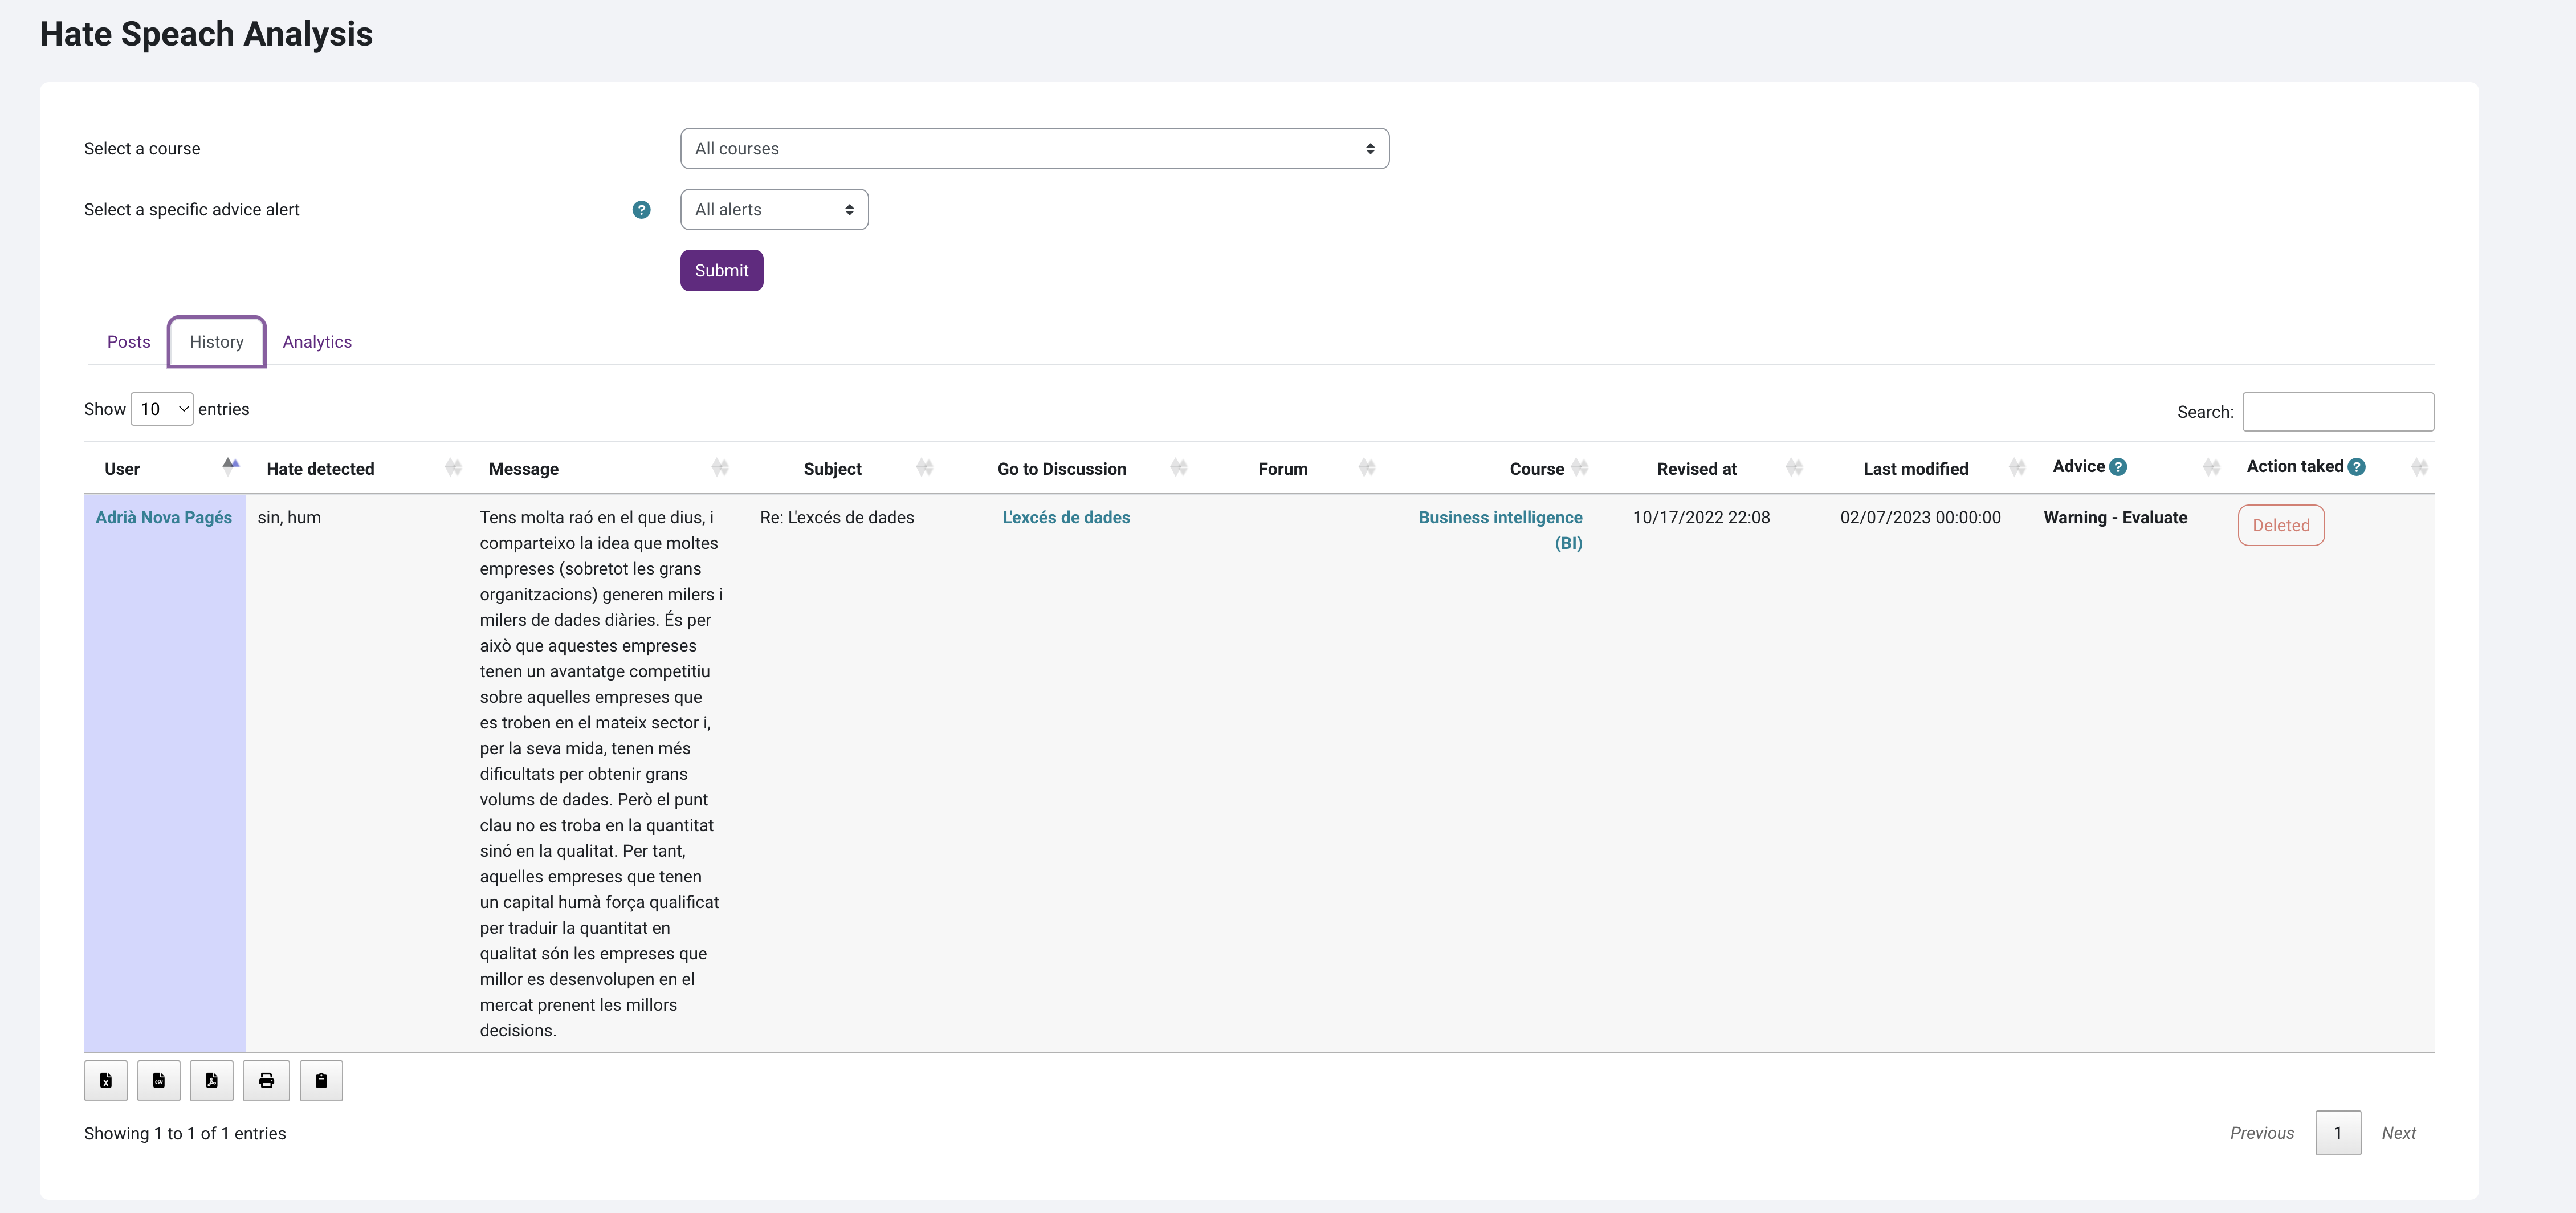 Hate Speach Analysis
Select a course
All courses
Select a specific advice alert
?
All alerts
Submit
Posts
History
Analytics
Show 10 entries
Search:
User
Hate detected
Message
Subject
Go to Discussion
Forum
Course
Revised at
Last modified
Advice ?
Action taked ?
Adrià Nova Pagés
sin, hum
Tens molta raó en el que dius, i
comparteixo la idea que moltes
empreses (sobretot les grans
organitzacions) generen milers i
milers de dades diàries. És per
això que aquestes empreses
tenen un avantatge competitiu
sobre aquelles empreses que
es troben en el mateix sector i,
per la seva mida, tenen més
dificultats per obtenir grans
volums de dades. Però el punt
clau no es troba en la quantitat
sinó en la qualitat. Per tant,
aquelles empreses que tenen
un capital humà força qualificat
per traduir la quantitat en
qualitat són les empreses que
millor es desenvolupen en el
mercat prenent les millors
decisions.
Re: L'excés de dades
L'excés de dades
Business intelligence
(BI)
10/17/2022 22:08
02/07/2023 00:00:00
Warning - Evaluate
Deleted
X
CSV
Showing 1 to 1 of 1 entries
Previous
1
Next